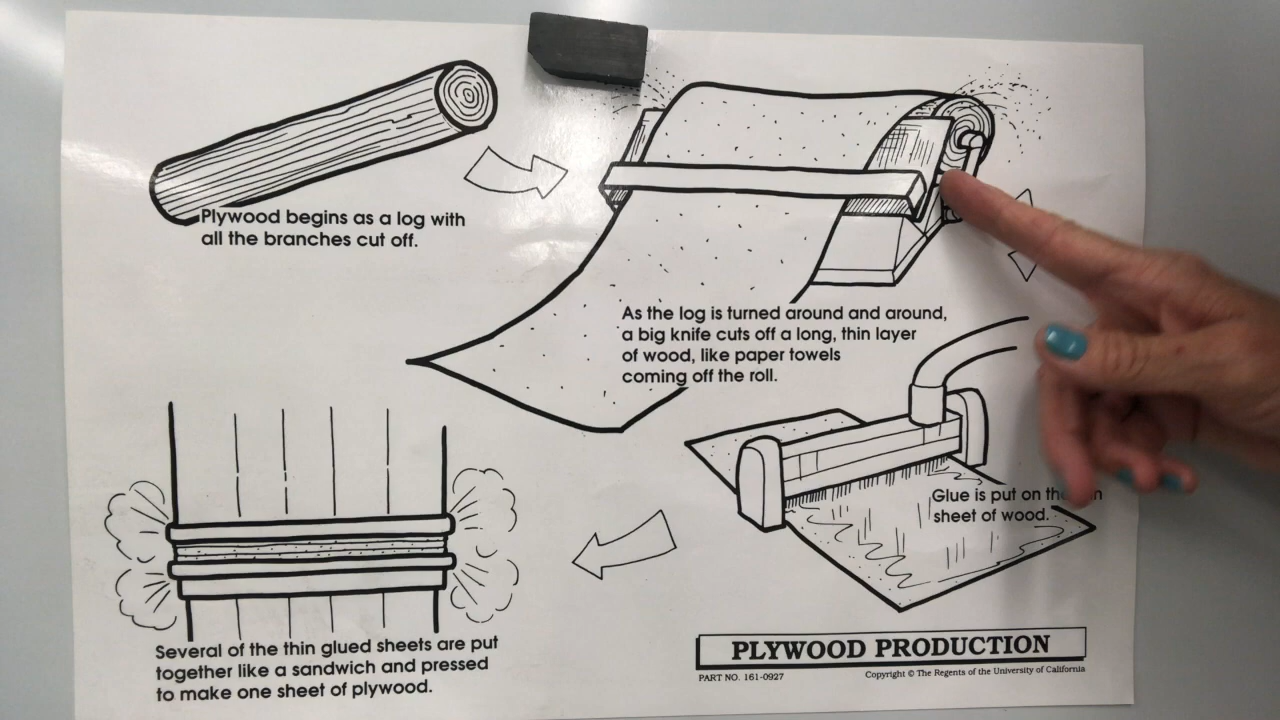 Plywood begins as a log with
all the branches cut off.
As the log is turned around and around,
a big knife cuts off a long, thin layer
of wood, like paper towels
coming off the roll.
Glue is put on the
sheet of wood.
Several of the thin glued sheets are put
together like a sandwich and pressed
to make one sheet of plywood.
PLYWOOD PRODUCTION
PART NO. 161-0927
Copyright © The Regents of the University of California